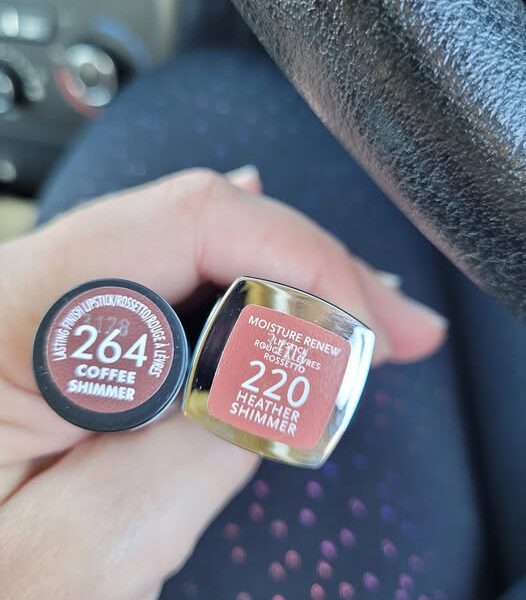 LASTING FINISH LIPSTICK/ROSSETTO/ROUGE À LÈVRES
264
COFFEE
SHIMMER
MOISTURE RENEW
LIPSTICK
ROUGE À LÈVRES
ROSSETTO
220
HEATHER
SHIMMER